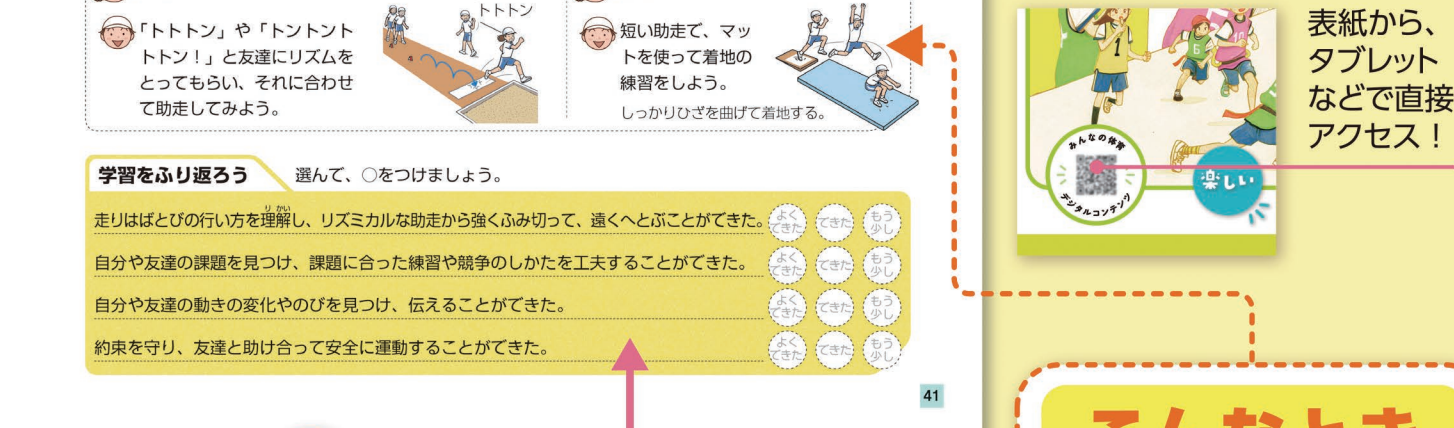 トトトン
「トトトン」や「トントント
トトン!」と友達にリズムを
とってもらい、それに合わせ
て助走してみよう。
短い助走で、マッ
トを使って着地の
練習をしよう。
しっかりひざを曲げて着地する。
学習をふり返ろう
選んで、○をつけましょう。
走りはばとびの行い方を理解し、リズミカルな助走から強くふみ切って、遠くへとぶことができた。
りかい
よくできた できた もう少し
自分や友達の課題を見つけ、課題に合った練習や競争のしかたを工夫することができた。
よくできた できた もう少し
自分や友達の動きの変化やのびを見つけ、伝えることができた。
よくできた できた もう少し
約束を守り、友達と助け合って安全に運動することができた。
よくできた できた もう少し
41
表紙から、
タブレット
などで直接
アクセス!
みんなの体育
デジタルコンテンツ
楽しい